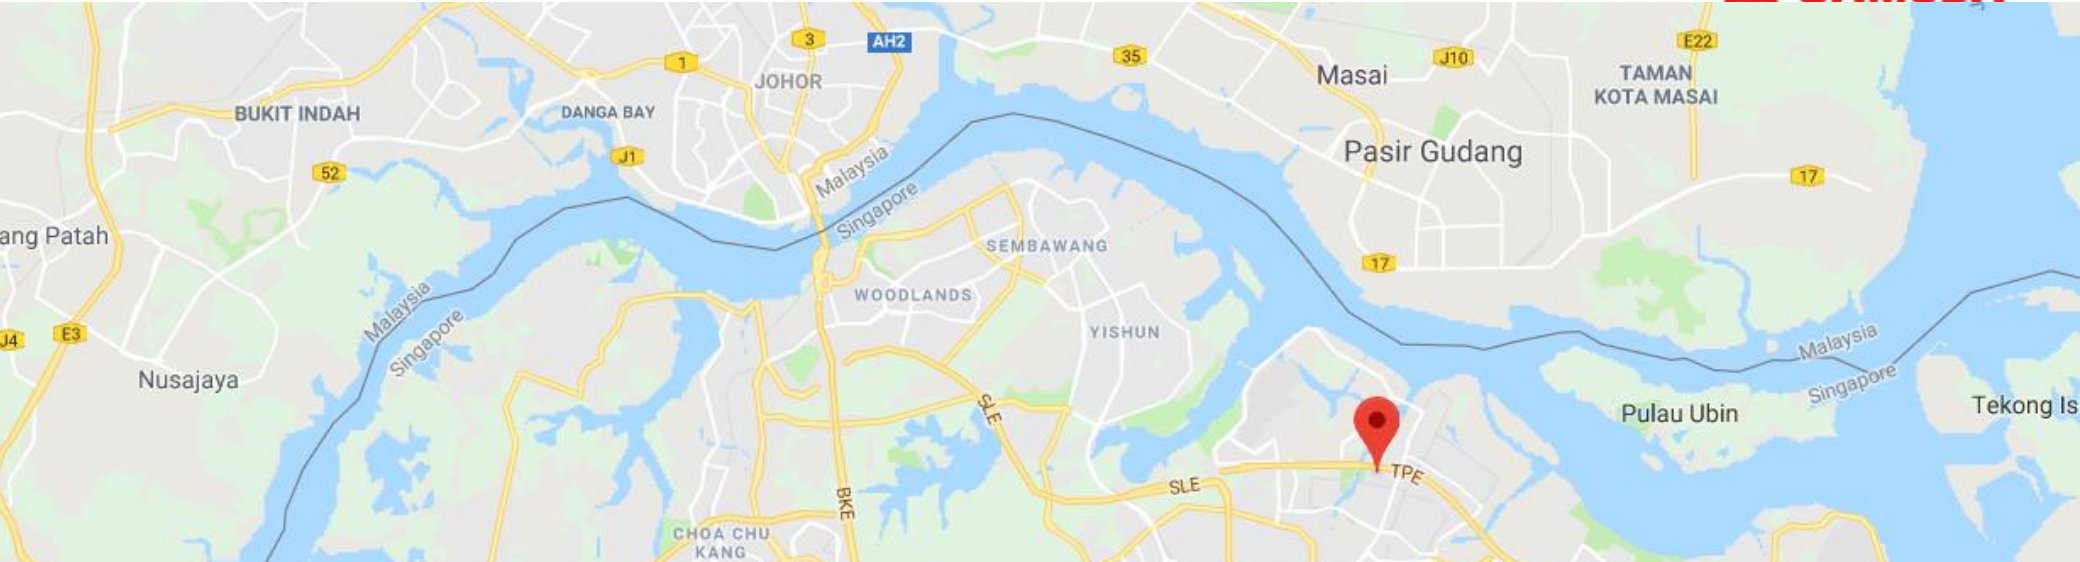 3
AH2
35
E22
J10
1
Masai
TAMAN
KOTA MASAI
JOHOR
BUKIT INDAH
DANGA BAY
J1
Malaysia
Singapore
Pasir Gudang
52
17
ang Patah
SEMBAWANG
17
WOODLANDS
Malaysia
Singapore
J4
E3
YISHUN
Malaysia
Singapore
Nusajaya
SLE
Pulau Ubin
Tekong Is
SLE
TPE
BKE
CHOA CHU
KANG